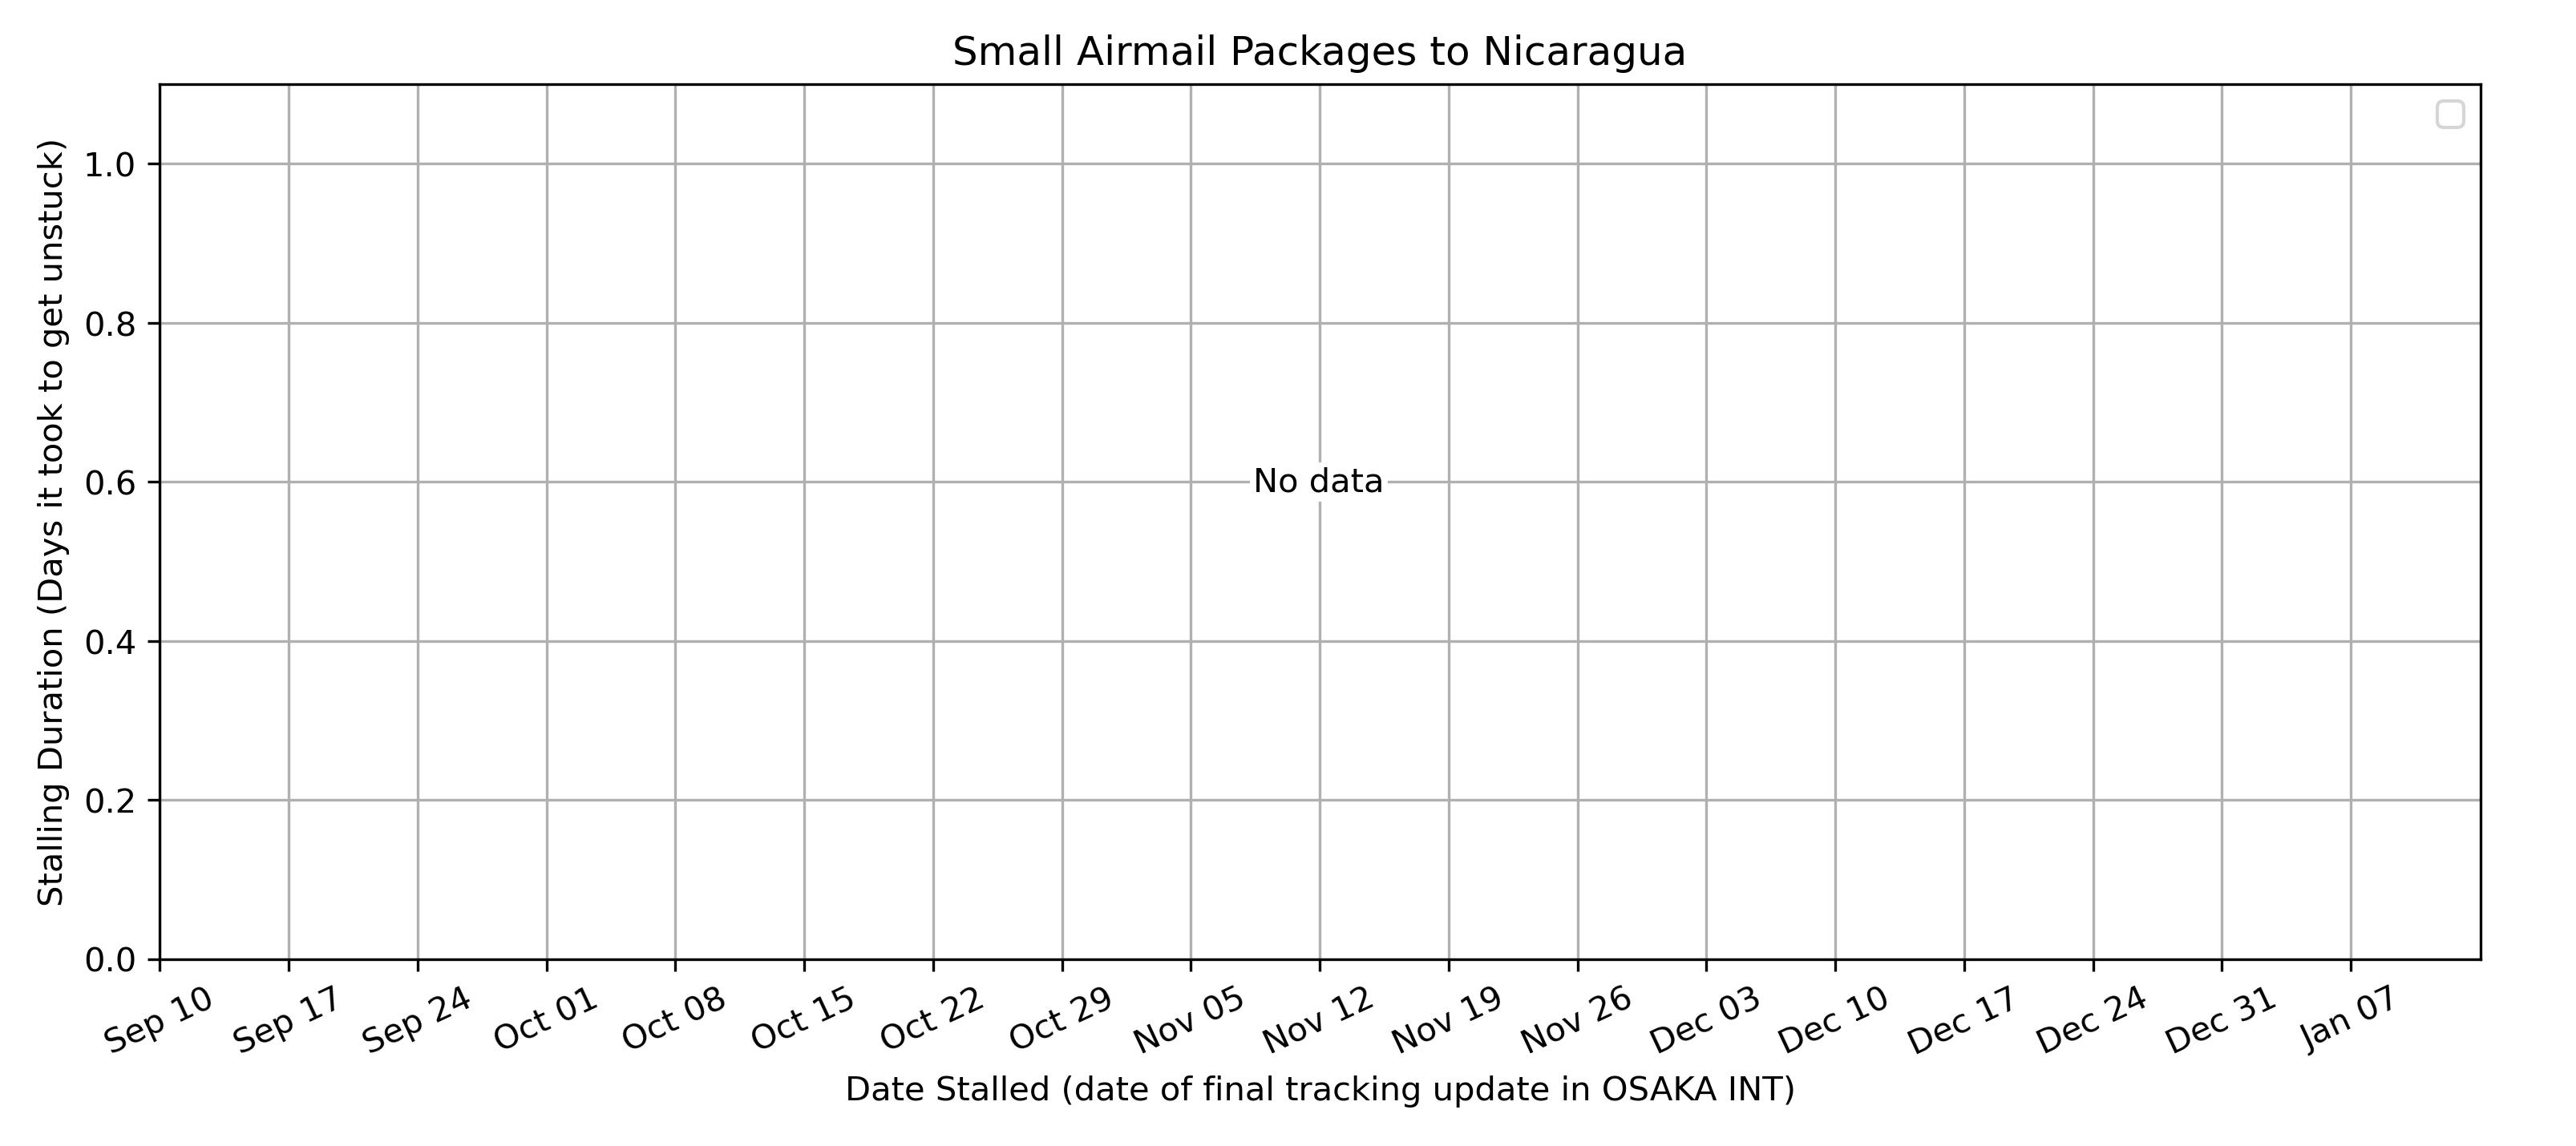 Small Airmail Packages to Nicaragua
Stalling Duration (Days it took to get unstuck)
1.0
0.8
0.6
0.4
0.2
0.0
No data
Sep 10
Sep 17
Sep 24
Oct 01
Oct 08
Oct 15
Oct 22
Oct 29
Nov 05
Nov 12
Nov 19
Nov 26
Dec 03
Dec 10
Dec 17
Dec 24
Dec 31
Jan 07
Date Stalled (date of final tracking update in OSAKA INT)